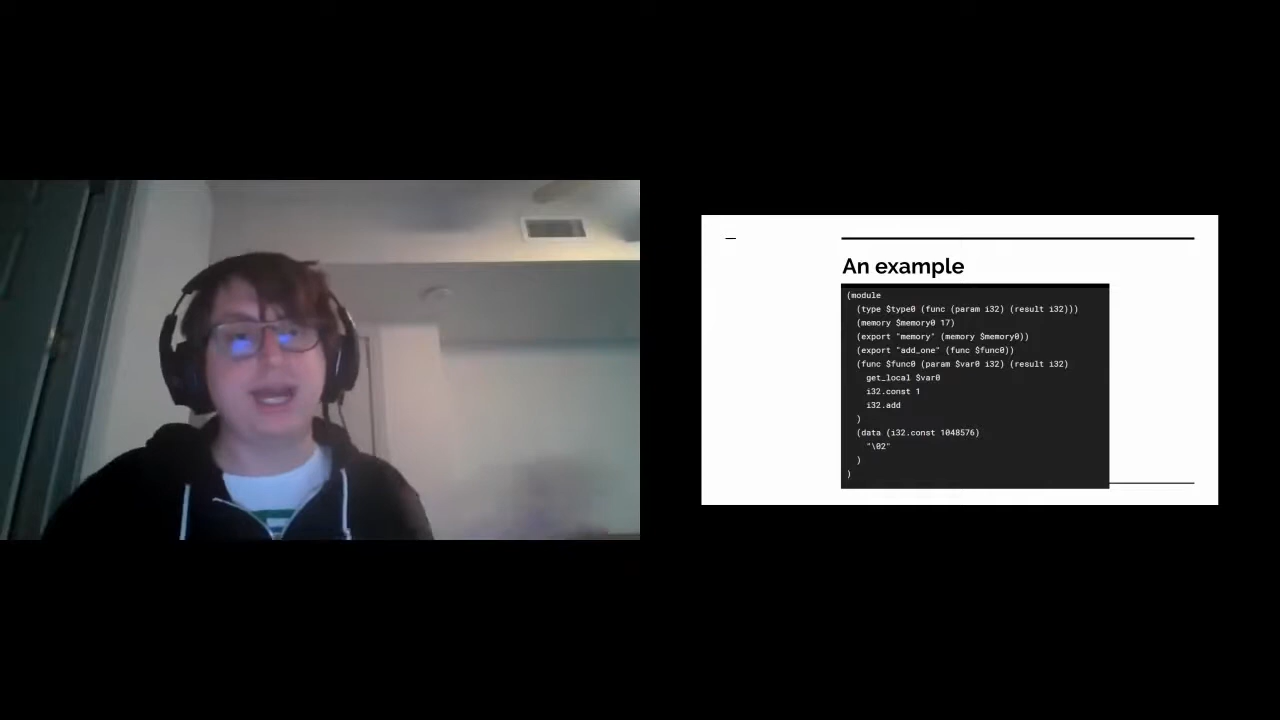 An example
(module
  (type $type0 (func (param i32) (result i32)))
  (memory $memory0 17)
  (export "memory" (memory $memory0))
  (export "add_one" (func $func0))
  (func $func0 (param $var0 i32) (result i32)
    get_local $var0
    i32.const 1
    i32.add
  )
  (data (i32.const 1048576)
    "\02"
  )
)